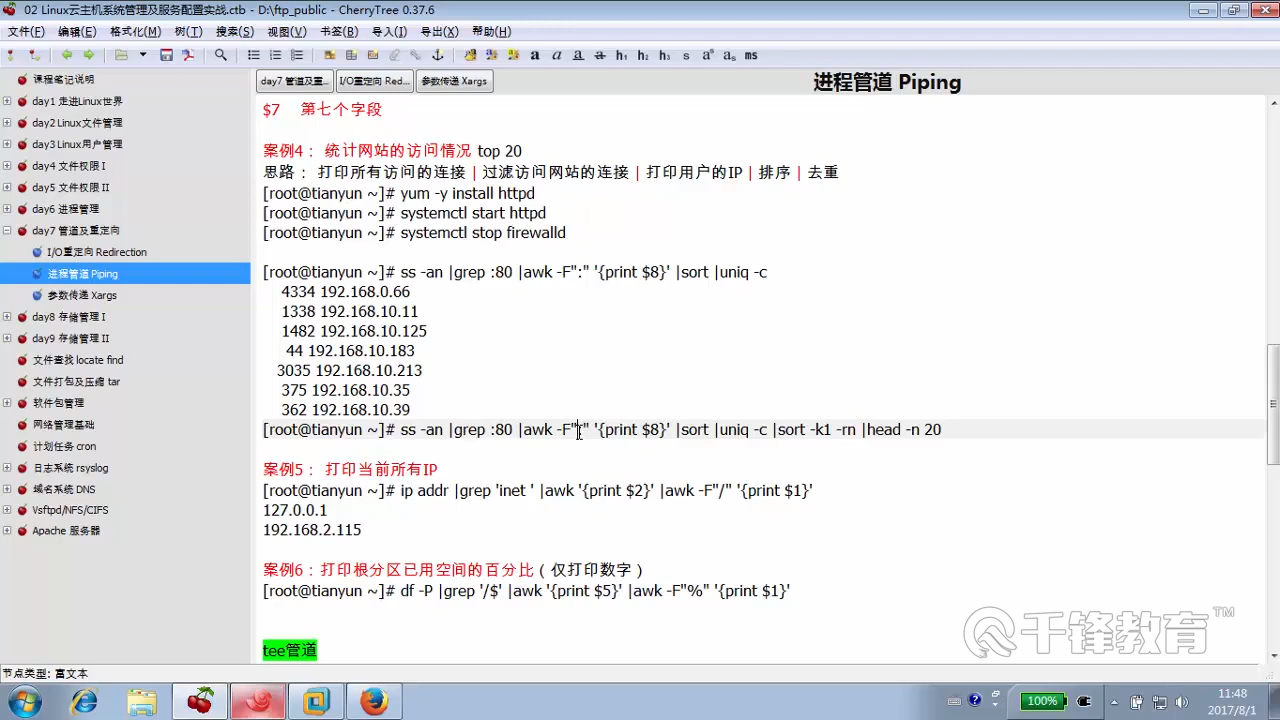 02 Linux云主机系统管理及服务配置实战.ctb - D:\ftp_public - CherryTree 0.37.6
文件(F) 编辑(E) 格式化(M) 树(T) 搜索(S) 视图(V) 书签(B) 导入(I) 导出(X) 帮助(H)
a a a a h₁ h₂ h₃ s aˢ aₛ ms
课程笔记说明
day1 走进Linux世界
day2 Linux文件管理
day3 Linux用户管理
day4 文件权限 I
day5 文件权限 II
day6 进程管理
day7 管道及重定向
I/O重定向 Redirection
进程管道 Piping
参数传递 Xargs
day8 存储管理 I
day9 存储管理 II
文件查找 locate find
文件打包及压缩 tar
软件包管理
网络管理基础
计划任务 cron
日志系统 rsyslog
域名系统 DNS
Vsftpd/NFS/CIFS
Apache 服务器
day7 管道及重... I/O重定向 Red... 参数传递 Xargs
进程管道 Piping
$7 第七个字段
案例4： 统计网站的访问情况 top 20
思路： 打印所有访问的连接 | 过滤访问网站的连接 | 打印用户的IP | 排序 | 去重
[root@tianyun ~]# yum -y install httpd
[root@tianyun ~]# systemctl start httpd
[root@tianyun ~]# systemctl stop firewalld
[root@tianyun ~]# ss -an |grep :80 |awk -F":" '{print $8}' |sort |uniq -c
4334 192.168.0.66
1338 192.168.10.11
1482 192.168.10.125
44 192.168.10.183
3035 192.168.10.213
375 192.168.10.35
362 192.168.10.39
[root@tianyun ~]# ss -an |grep :80 |awk -F":" '{print $8}' |sort |uniq -c |sort -k1 -rn |head -n 20
案例5： 打印当前所有IP
[root@tianyun ~]# ip addr |grep 'inet ' |awk '{print $2}' |awk -F"/" '{print $1}'
127.0.0.1
192.168.2.115
案例6：打印根分区已用空间的百分比（仅打印数字）
[root@tianyun ~]# df -P |grep '/$' |awk '{print $5}' |awk -F"%" '{print $1}'
tee管道
千锋教育™
节点类型: 富文本
100%
11:48
2017/8/1